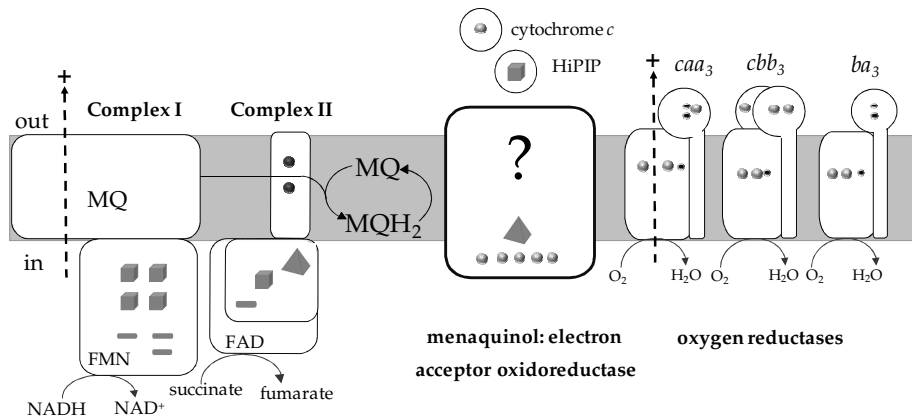 cytochrome c
HiPIP
+
Complex I
Complex II
+
caa3
cbb3
ba3
out
MQ
MQ
MQH2
?
in
FMN
FAD
NADH
NAD+
succinate
fumarate
O2
H2O
O2
H2O
O2
H2O
menaquinol: electron
acceptor oxidoreductase
oxygen reductases